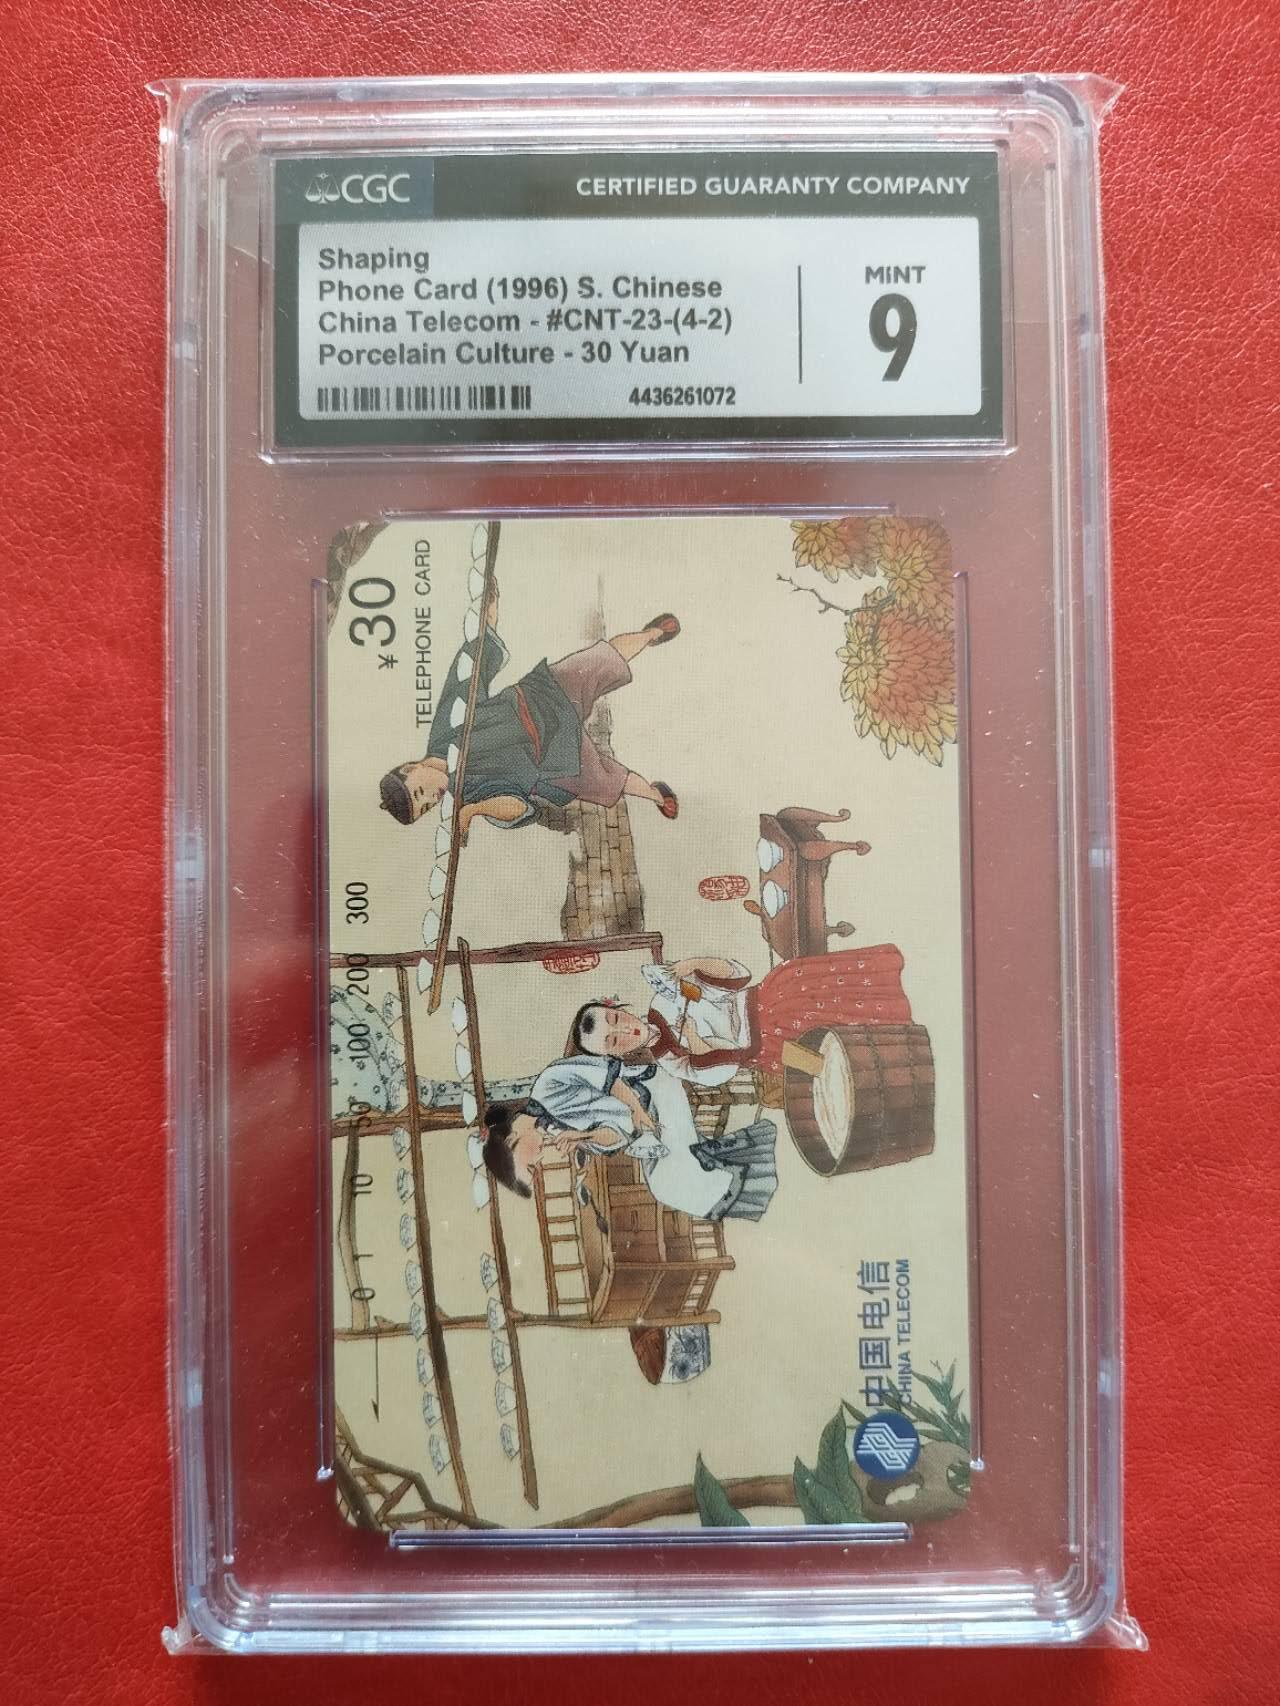 CGC
CERTIFIED GUARANTY COMPANY
Shaping
Phone Card (1996) S. Chinese
China Telecom - #CNT-23-(4-2)
Porcelain Culture - 30 Yuan
4436261072
MINT
9
¥30
TELEPHONE CARD
0 1 10 50 100 200 300
中国电信
CHINA TELECOM